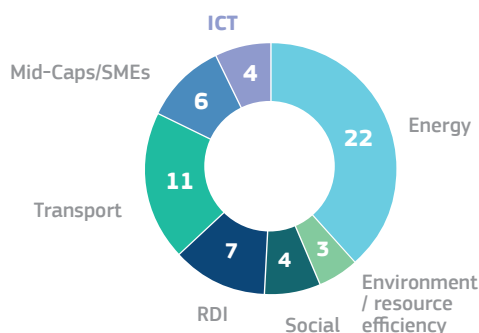 ICT
4
Mid-Caps/SMEs
6
22
Energy
11
Transport
7
RDI
4
Social
3
Environment
/ resource
efficiency